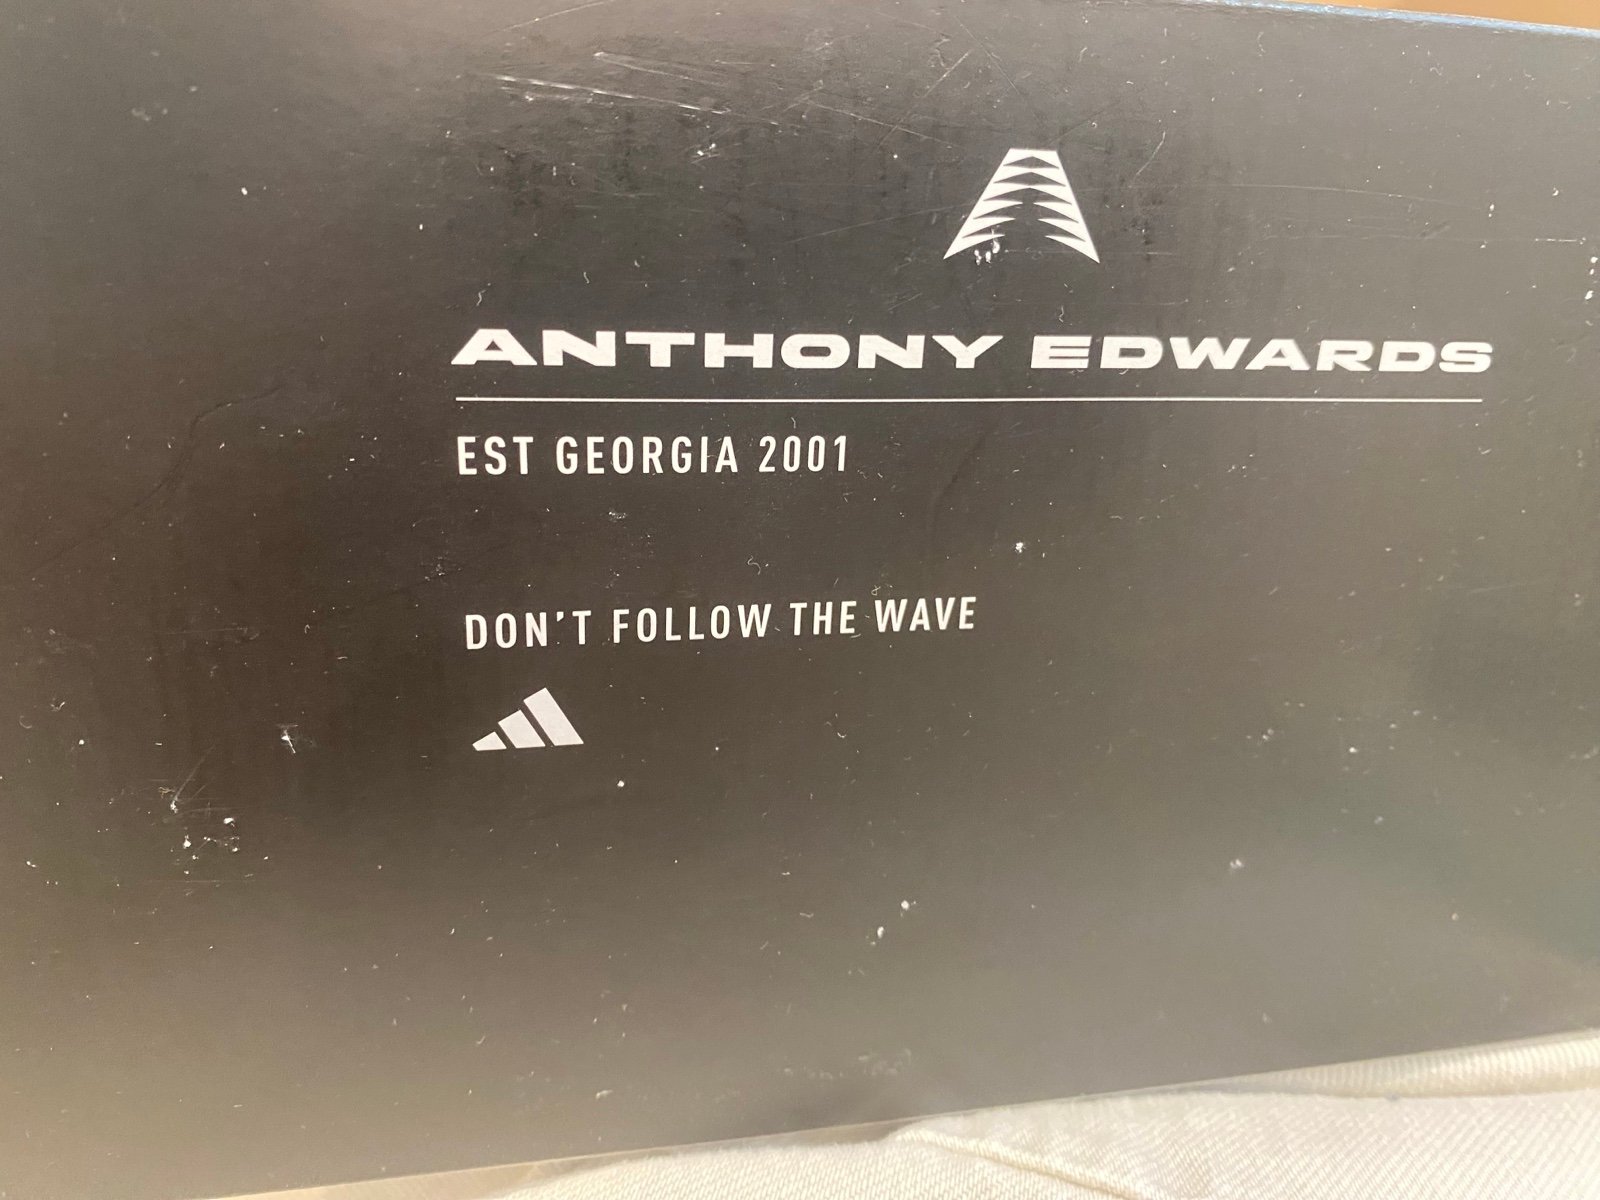 ANTHONY EDWARDS
EST GEORGIA 2001
DON'T FOLLOW THE WAVE